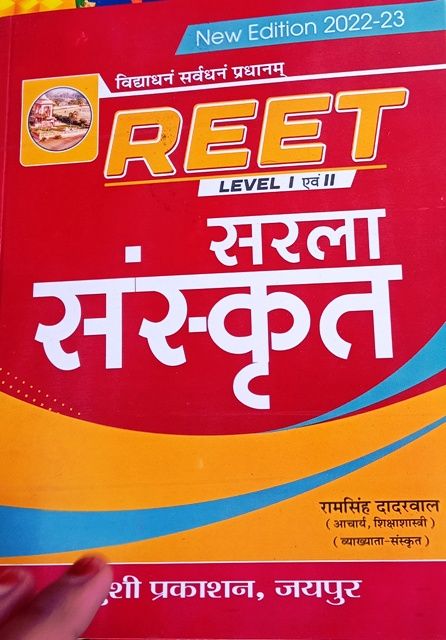 New Edition 2022-23
विद्याधनं सर्वधनं प्रधानम्
REET
LEVEL I एवं II
सरला
संस्कृत
रामसिंह दादरवाल
(आचार्य, शिक्षाशास्त्री)
(व्याख्याता-संस्कृत)
प्रकाशन, जयपुर